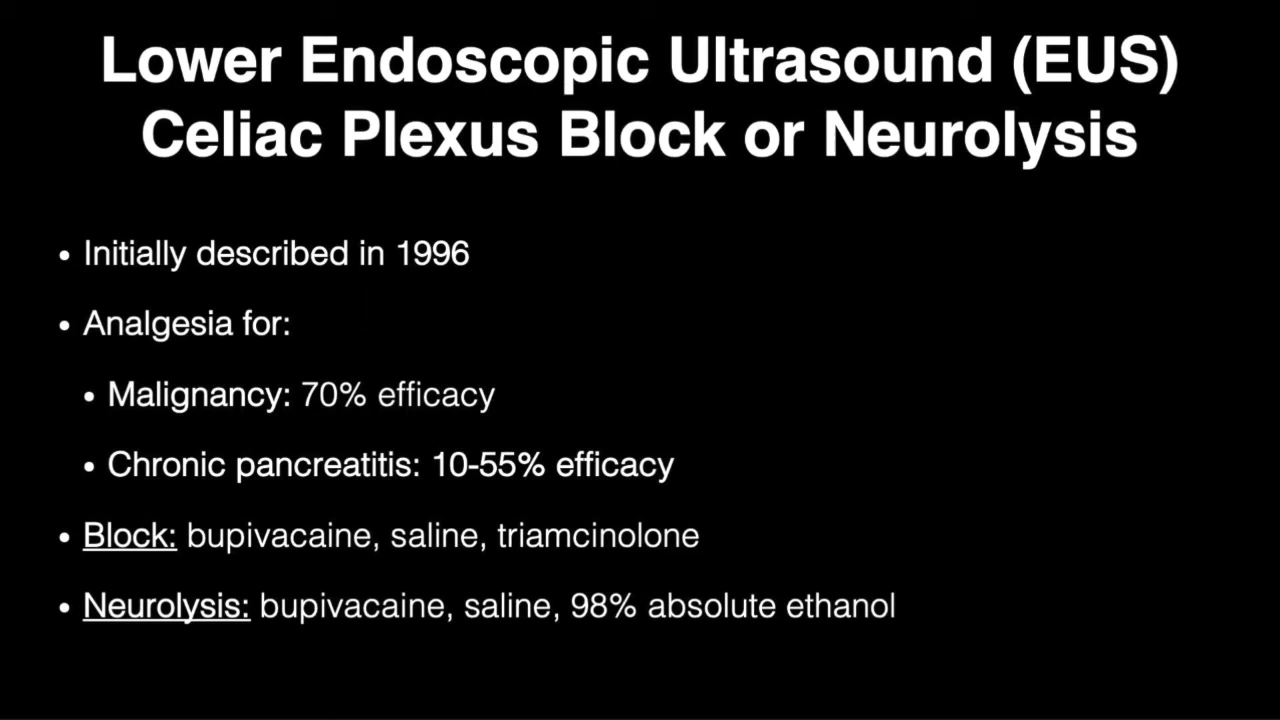 Lower Endoscopic Ultrasound (EUS)
Celiac Plexus Block or Neurolysis
• Initially described in 1996
• Analgesia for:
• Malignancy: 70% efficacy
• Chronic pancreatitis: 10-55% efficacy
• Block: bupivacaine, saline, triamcinolone
• Neurolysis: bupivacaine, saline, 98% absolute ethanol